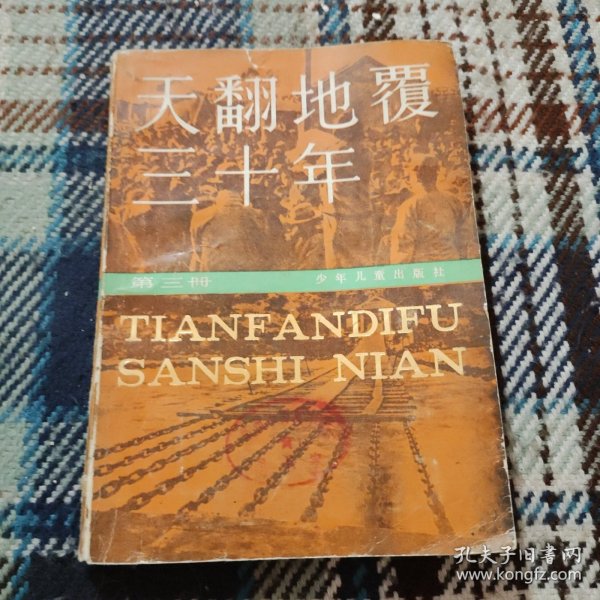 天翻地覆
三十年
第三册
少年儿童出版社
TIANFANDIFU
SANSHI NIAN
孔夫子旧书网
www.kongfz.com